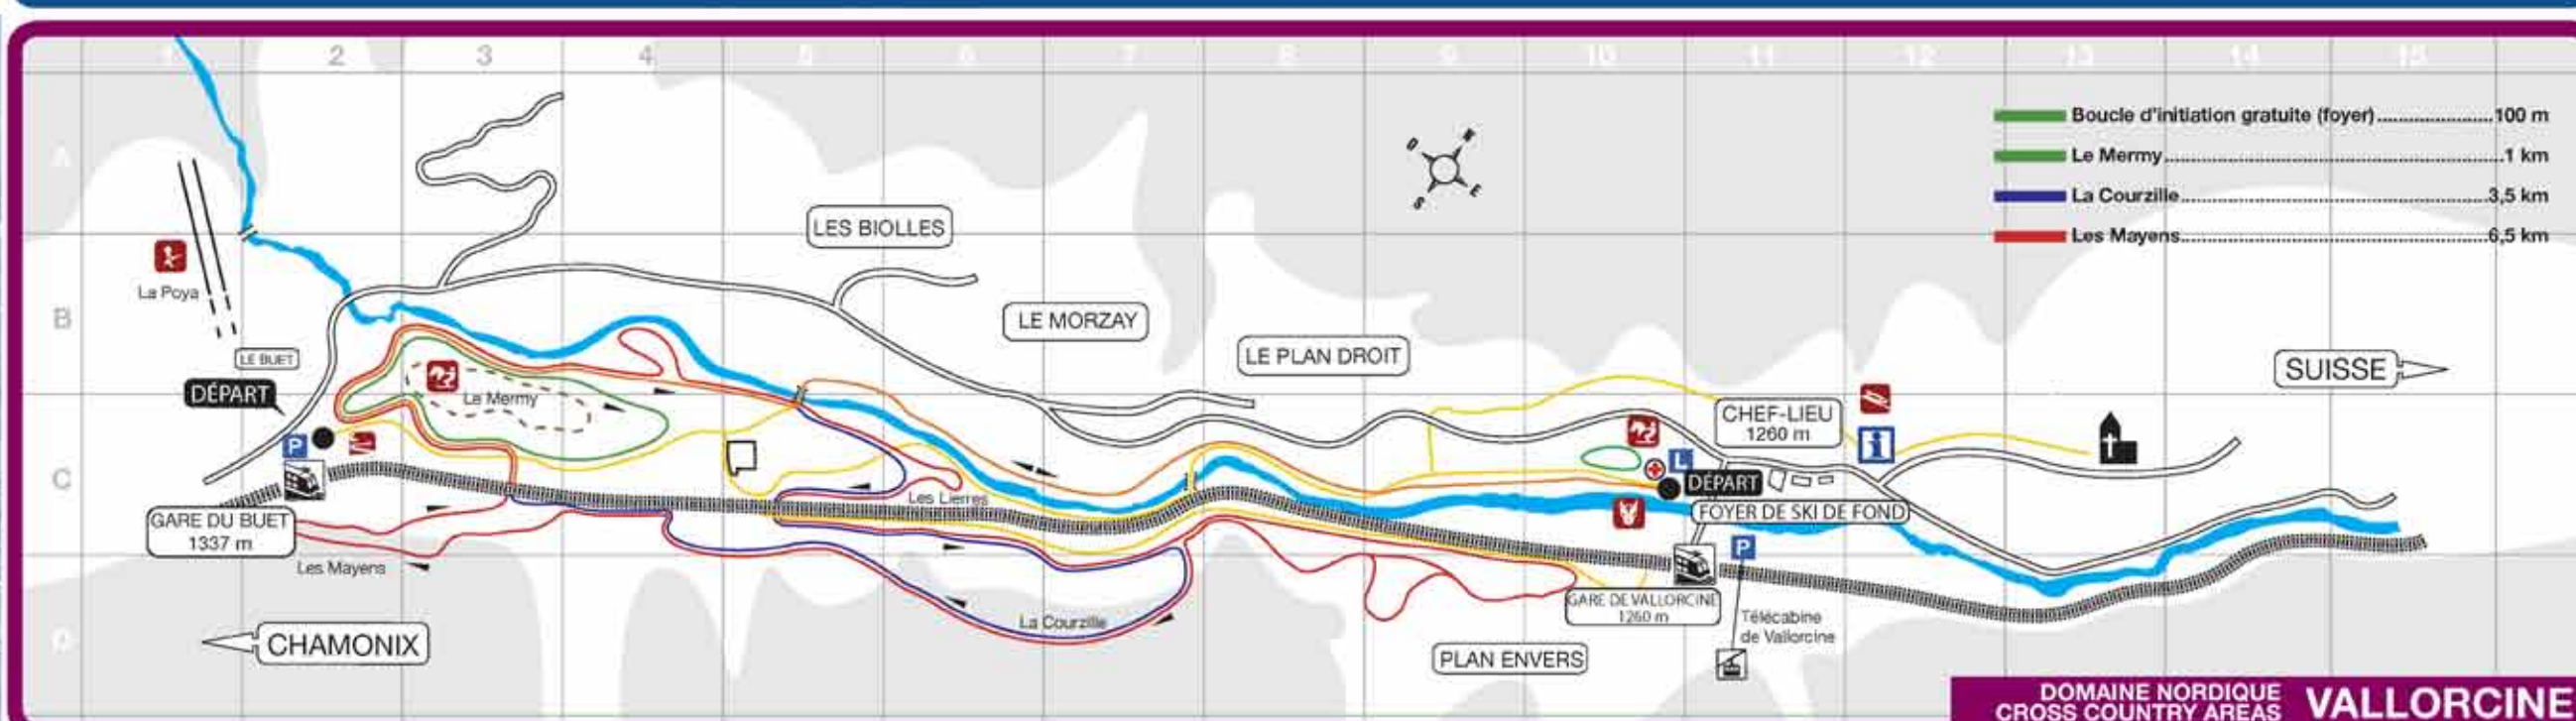 1 2 3 4 5 6 7 8 9 10 11 12 13 14 15
A
B
C
D
Boucle d'initiation gratuite (foyer)........................100 m
Le Mermy........................1 km
La Courzille........................3,5 km
Les Mayens........................6,5 km
O N
S E
La Poya
LES BIOLLES
LE MORZAY
LE PLAN DROIT
LE BUET
DÉPART
Le Mermy
SUISSE
CHEF-LIEU
1260 m
P
i
L
DÉPART
Les Lierres
FOYER DE SKI DE FOND
GARE DU BUET
1337 m
P
Les Mayens
GARE DE VALLORCINE
1260 m
La Courzille
Télécabine
de Vallorcine
CHAMONIX
PLAN ENVERS
DOMAINE NORDIQUE
CROSS COUNTRY AREAS
VALLORCINE